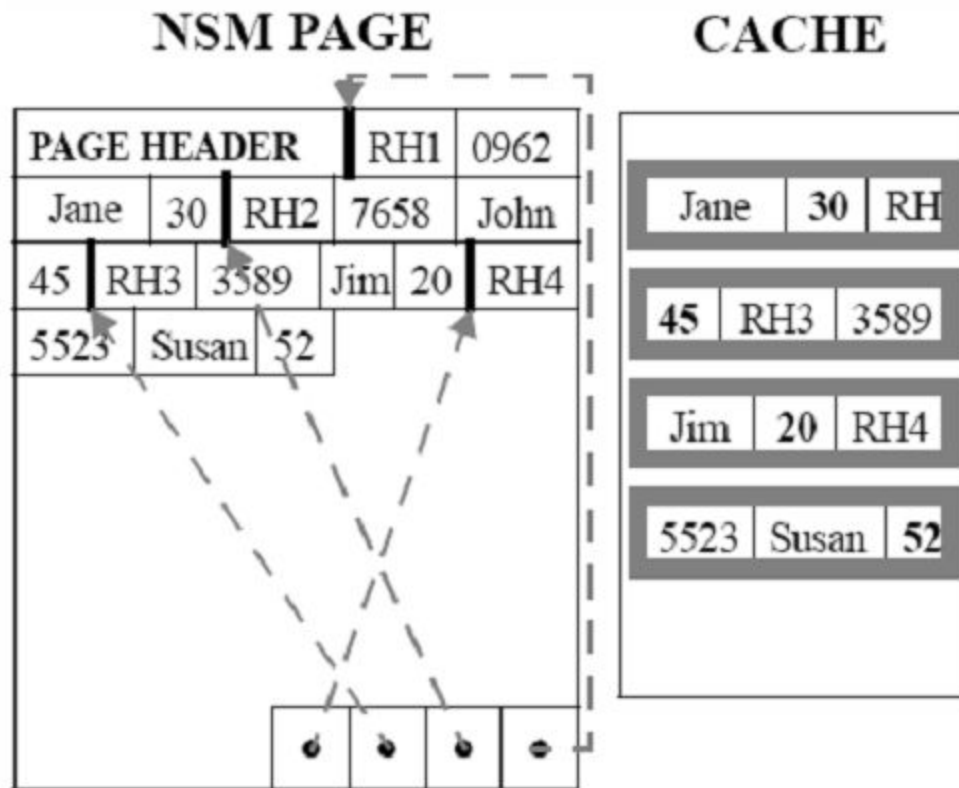 NSM PAGE
CACHE
PAGE HEADER RH1 0962
Jane 30 RH2 7658 John
45 RH3 3589 Jim 20 RH4
5523 Susan 52
Jane 30 RH
45 RH3 3589
Jim 20 RH4
5523 Susan 52